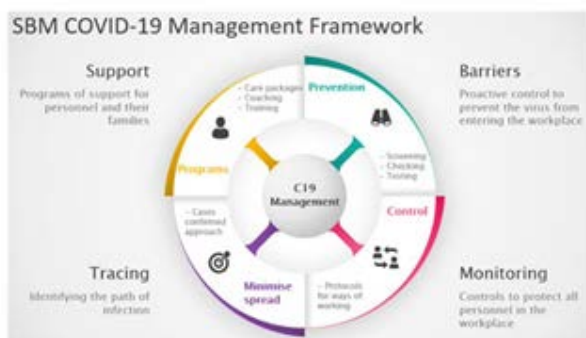 SBM COVID-19 Management Framework
Support
Programs of support for
personnel and their
families
Barriers
Proactive control to
prevent the virus from
entering the workplace
- Care packages
- Coaching
- Training
Prevention
Programs
- Screening
- Checking
- Testing
C19
Management
- Cases
confirmed
approach
Control
Minimise
spread
- Protocols
for ways of
working
Tracing
Identifying the path of
infection
Monitoring
Controls to protect all
personnel in the
workplace